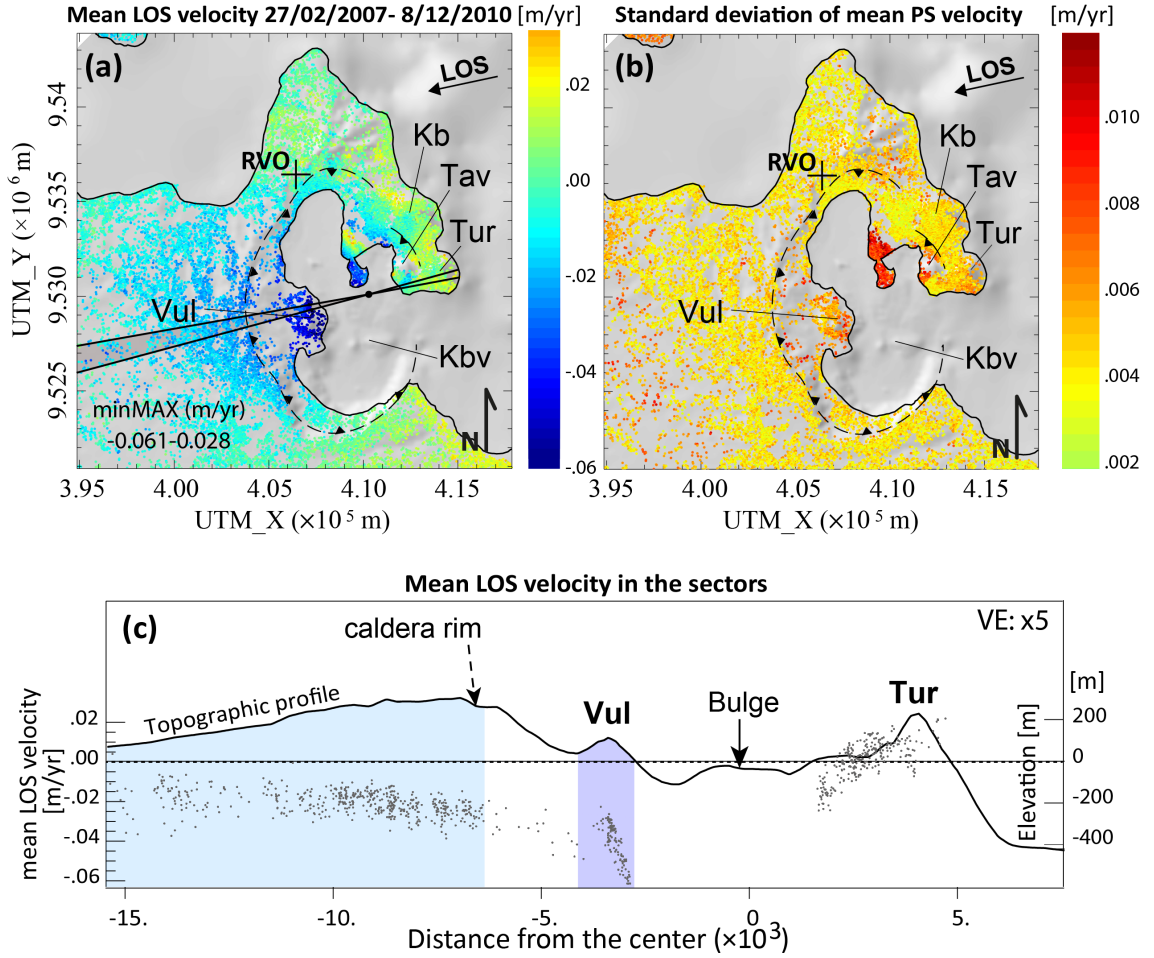 Mean LOS velocity 27/02/2007- 8/12/2010 [m/yr]
Standard deviation of mean PS velocity [m/yr]
(a)
LOS
Kb
Tav
Tur
RVO
Vul
Kbv
minMAX (m/yr)
-0.061-0.028
N
UTM_Y (×10 6 m)
9.54
9.535
9.530
9.525
3.95 4.00 4.05 4.10 4.15
UTM_X (×10 5 m)
.02
.00
-.02
-.04
-.06
(b)
LOS
Kb
Tav
Tur
RVO
Vul
Kbv
N
3.95 4.00 4.05 4.10 4.15
UTM_X (×10 5 m)
.010
.008
.006
.004
.002
Mean LOS velocity in the sectors
(c)
VE: x5
caldera rim
Topographic profile
Vul
Bulge
Tur
mean LOS velocity
[m/yr]
.02
.00
-.02
-.04
-.06
[m]
Elevation [m]
200
0
-200
-400
-15. -10. -5. 0 5.
Distance from the center (×10³)